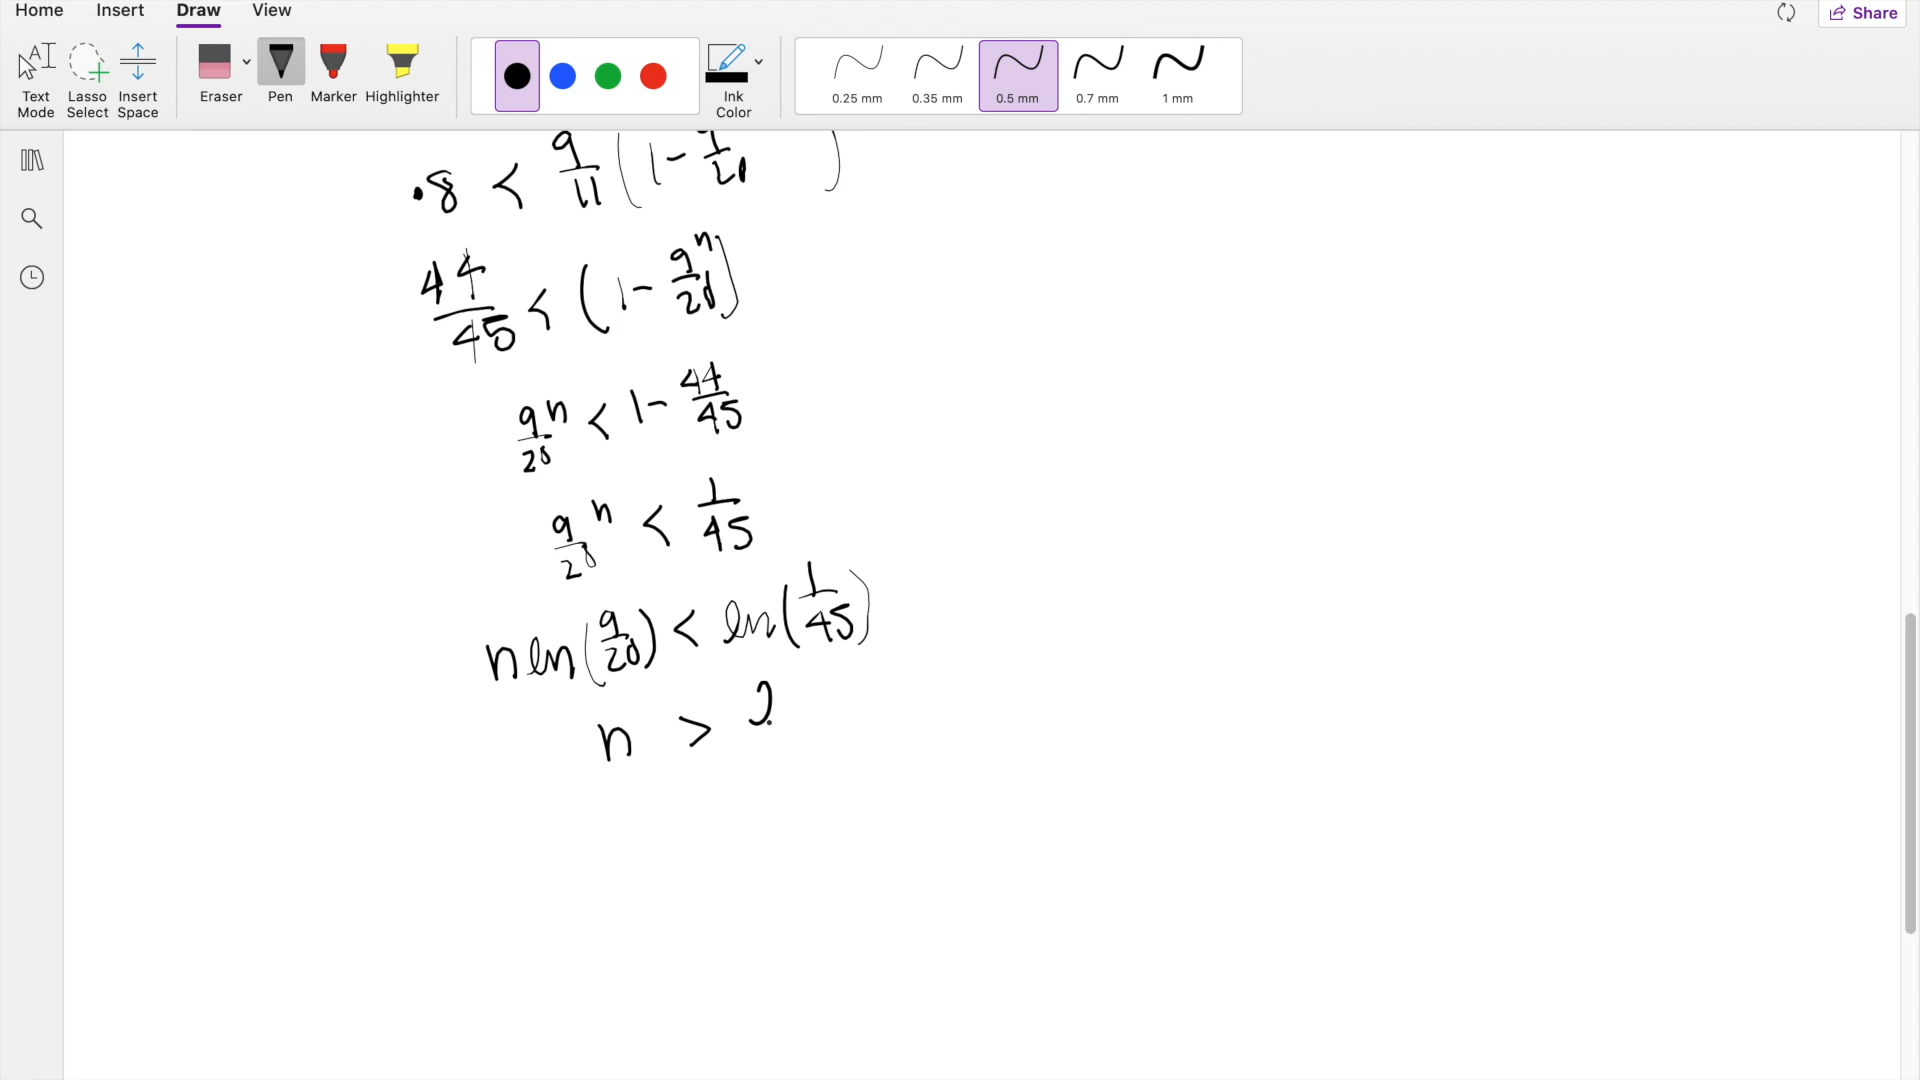 Home Insert Draw View Share
Text Mode Lasso Select Insert Space Eraser Pen Marker Highlighter Ink Color 0.25 mm 0.35 mm 0.5 mm 0.7 mm 1 mm
.8 < 9/11 (1 - 9/20 )
44/45 < (1 - 9/20^n)
9/20^n < 1 - 44/45
9/20^n < 1/45
n ln(9/20) < ln(1/45)
n >